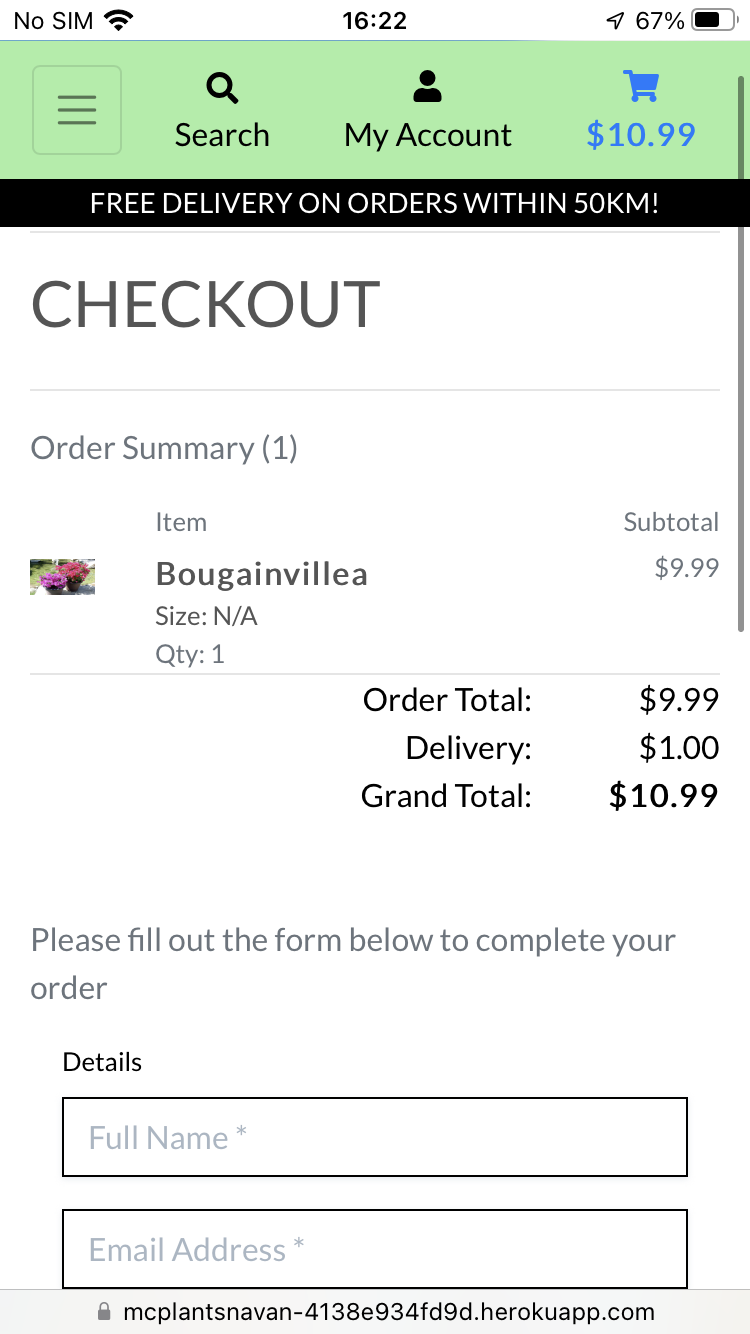 No SIM 16:22 67%
Search My Account $10.99
FREE DELIVERY ON ORDERS WITHIN 50KM!
CHECKOUT
Order Summary (1)
Item Subtotal
Bougainvillea $9.99
Size: N/A
Qty: 1
Order Total: $9.99
Delivery: $1.00
Grand Total: $10.99
Please fill out the form below to complete your
order
Details
Full Name *
Email Address *
mcplantsnavan-4138e934fd9d.herokuapp.com